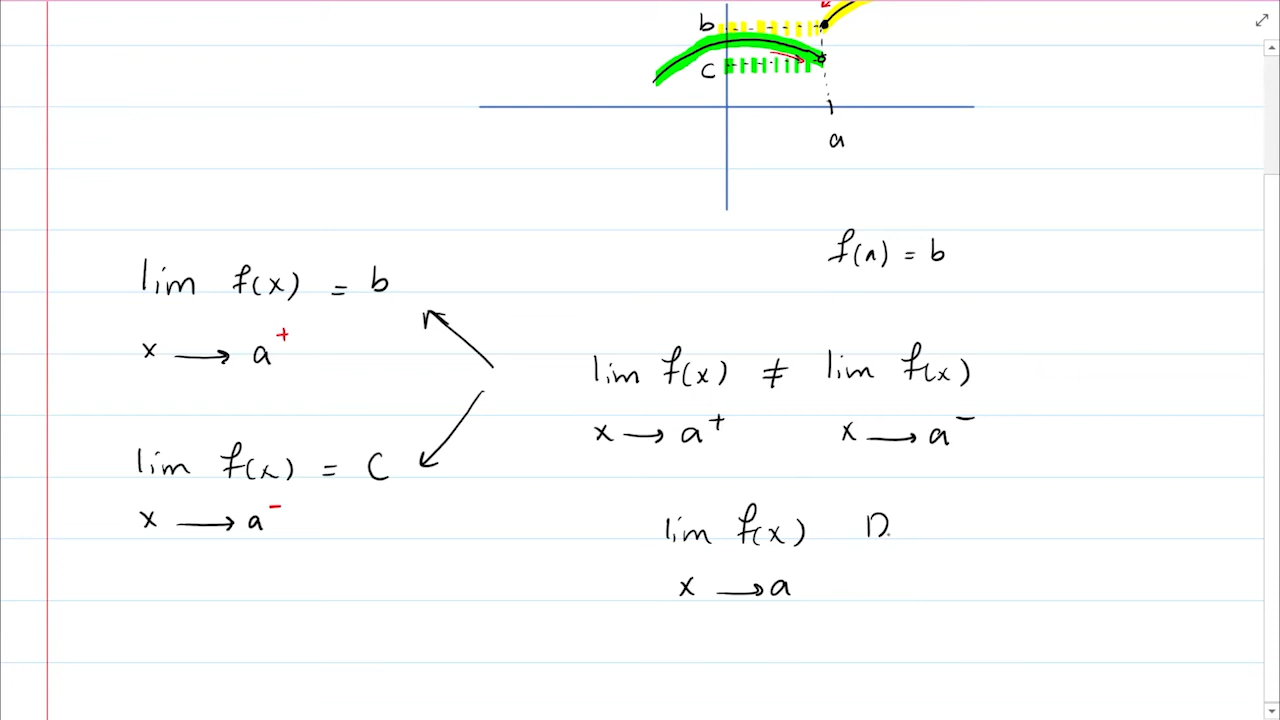 b
c
a
f(a) = b
lim f(x) = b
x → a⁺
lim f(x) ≠ lim f(x)
x → a⁺ x → a⁻
lim f(x) = c
x → a⁻
lim f(x) D
x → a